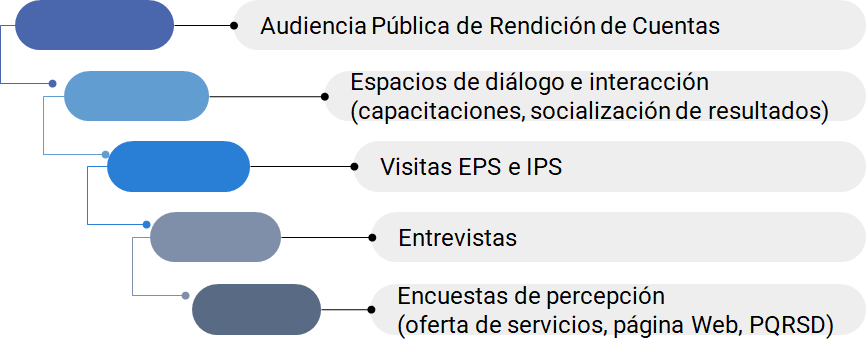 Audiencia Pública de Rendición de Cuentas
Espacios de diálogo e interacción
(capacitaciones, socialización de resultados)
Visitas EPS e IPS
Entrevistas
Encuestas de percepción
(oferta de servicios, página Web, PQRSD)